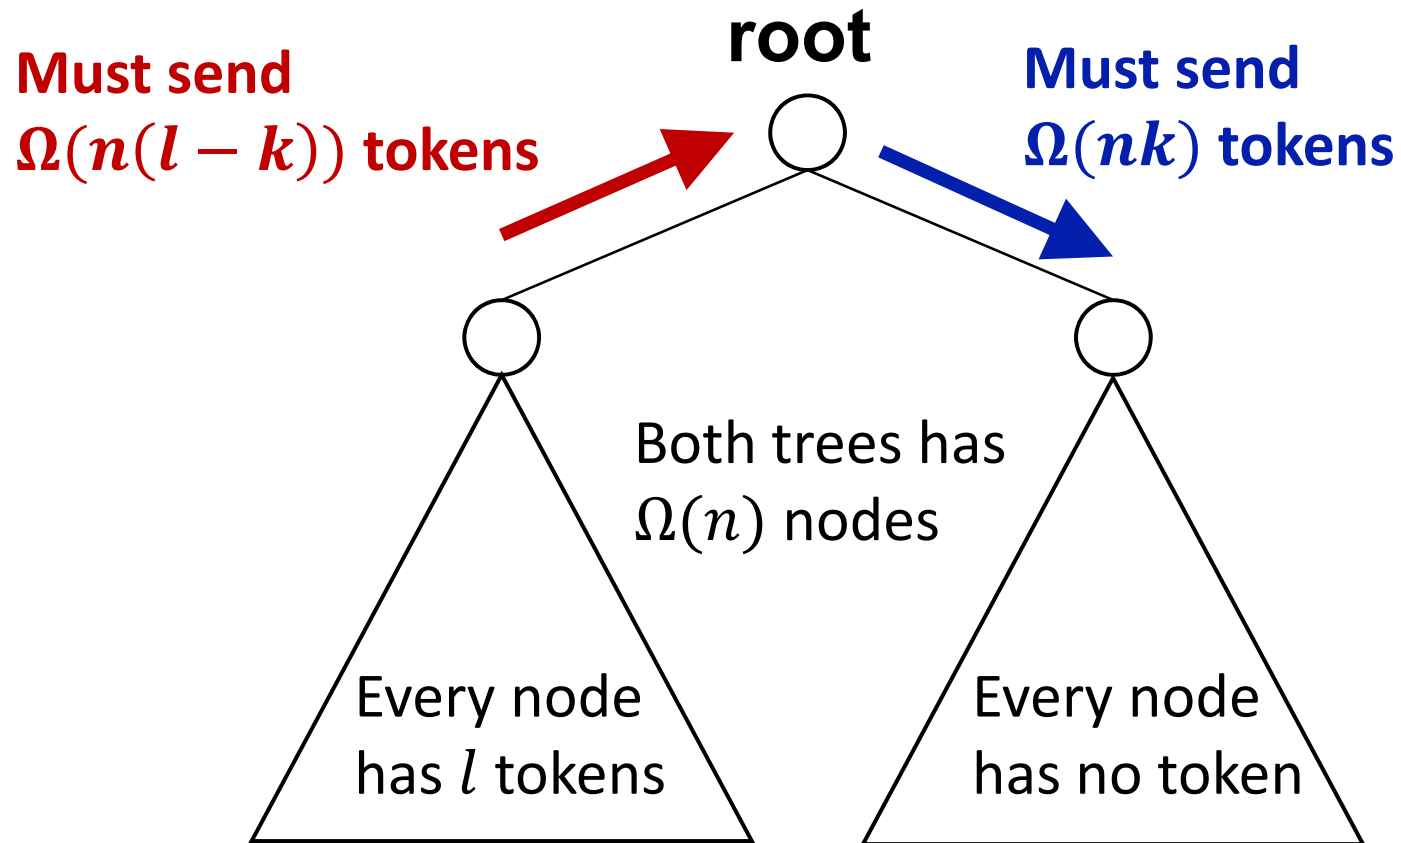 root
Must send
Ω(n(l − k)) tokens
Must send
Ω(nk) tokens
Both trees has
Ω(n) nodes
Every node
has l tokens
Every node
has no token